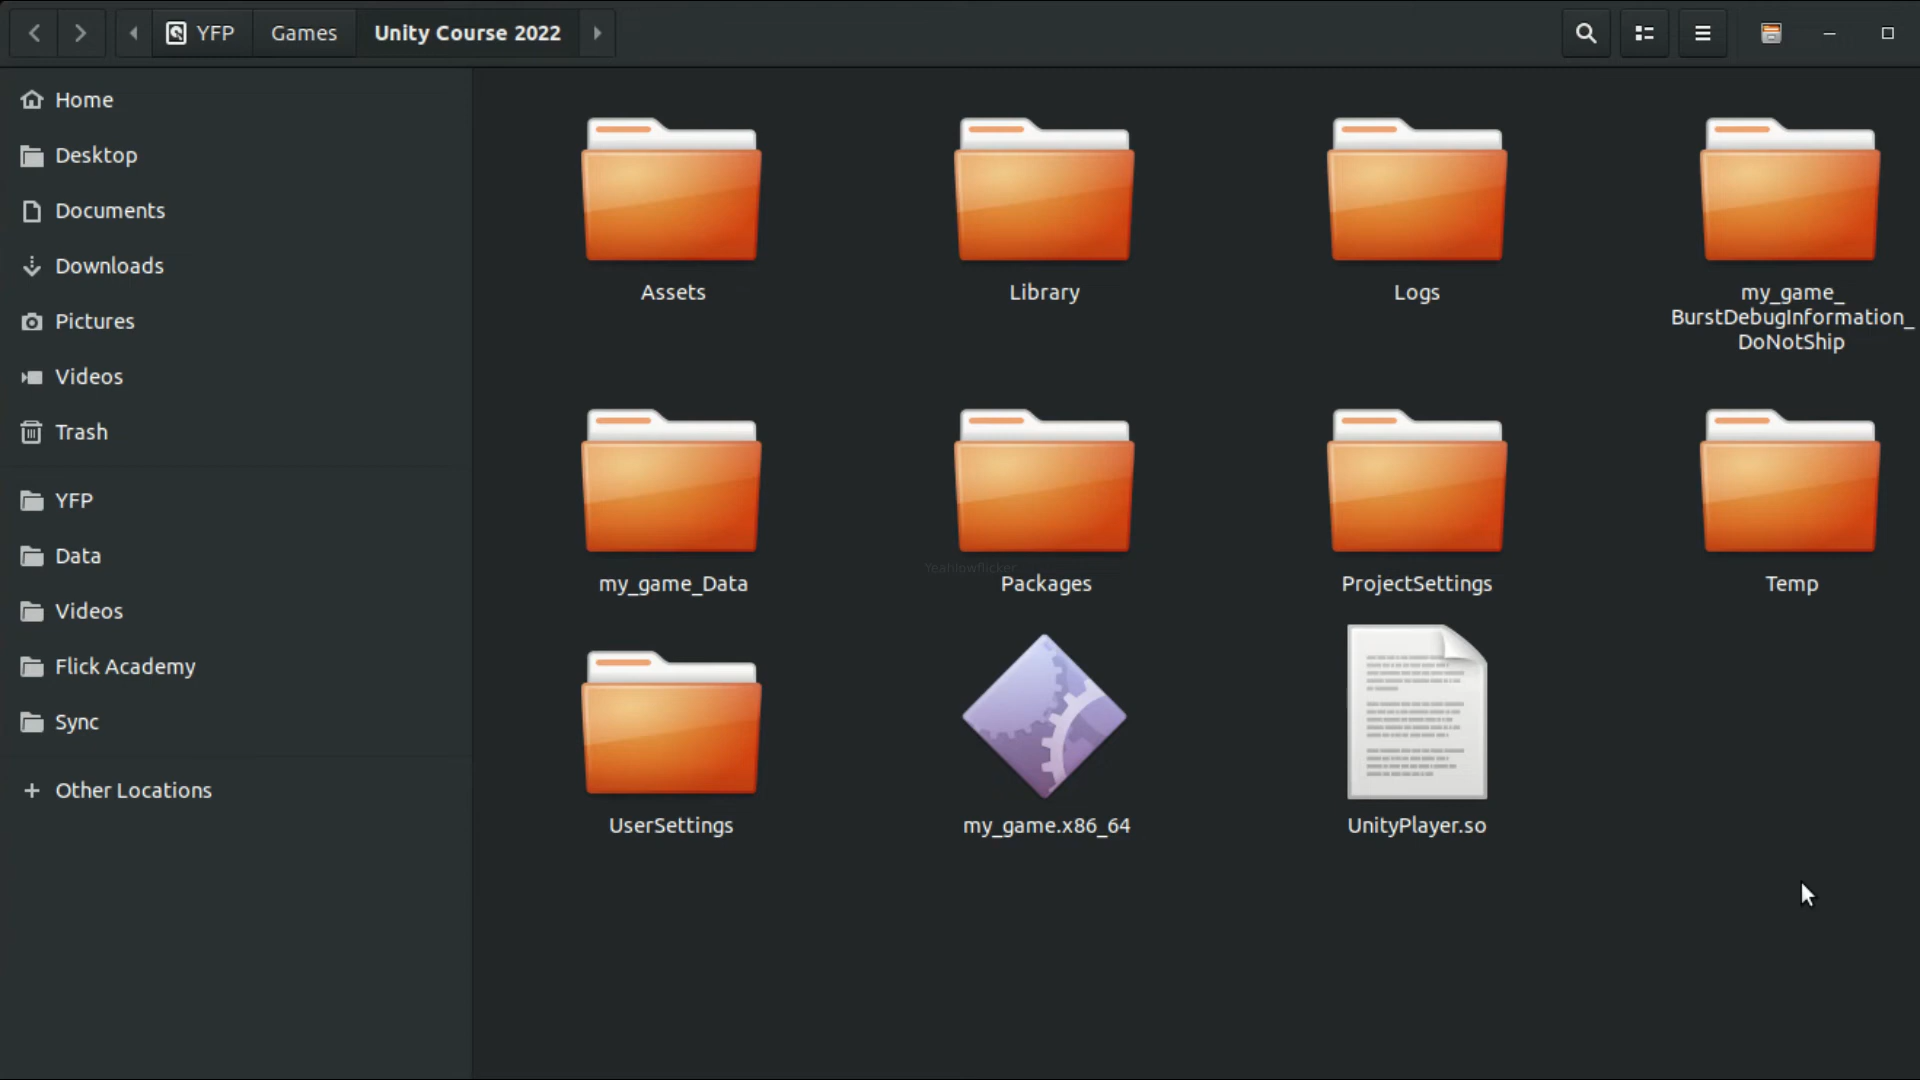 YFP
Games
Unity Course 2022
Home
Desktop
Documents
Downloads
Pictures
Videos
Trash
YFP
Data
Videos
Flick Academy
Sync
Other Locations
Assets
Library
Logs
my_game_
BurstDebugInformation_
DoNotShip
my_game_Data
Yeahlowflicker
Packages
ProjectSettings
Temp
UserSettings
my_game.x86_64
UnityPlayer.so